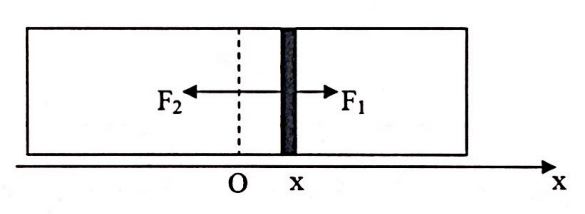 F₂ F₁
O x x